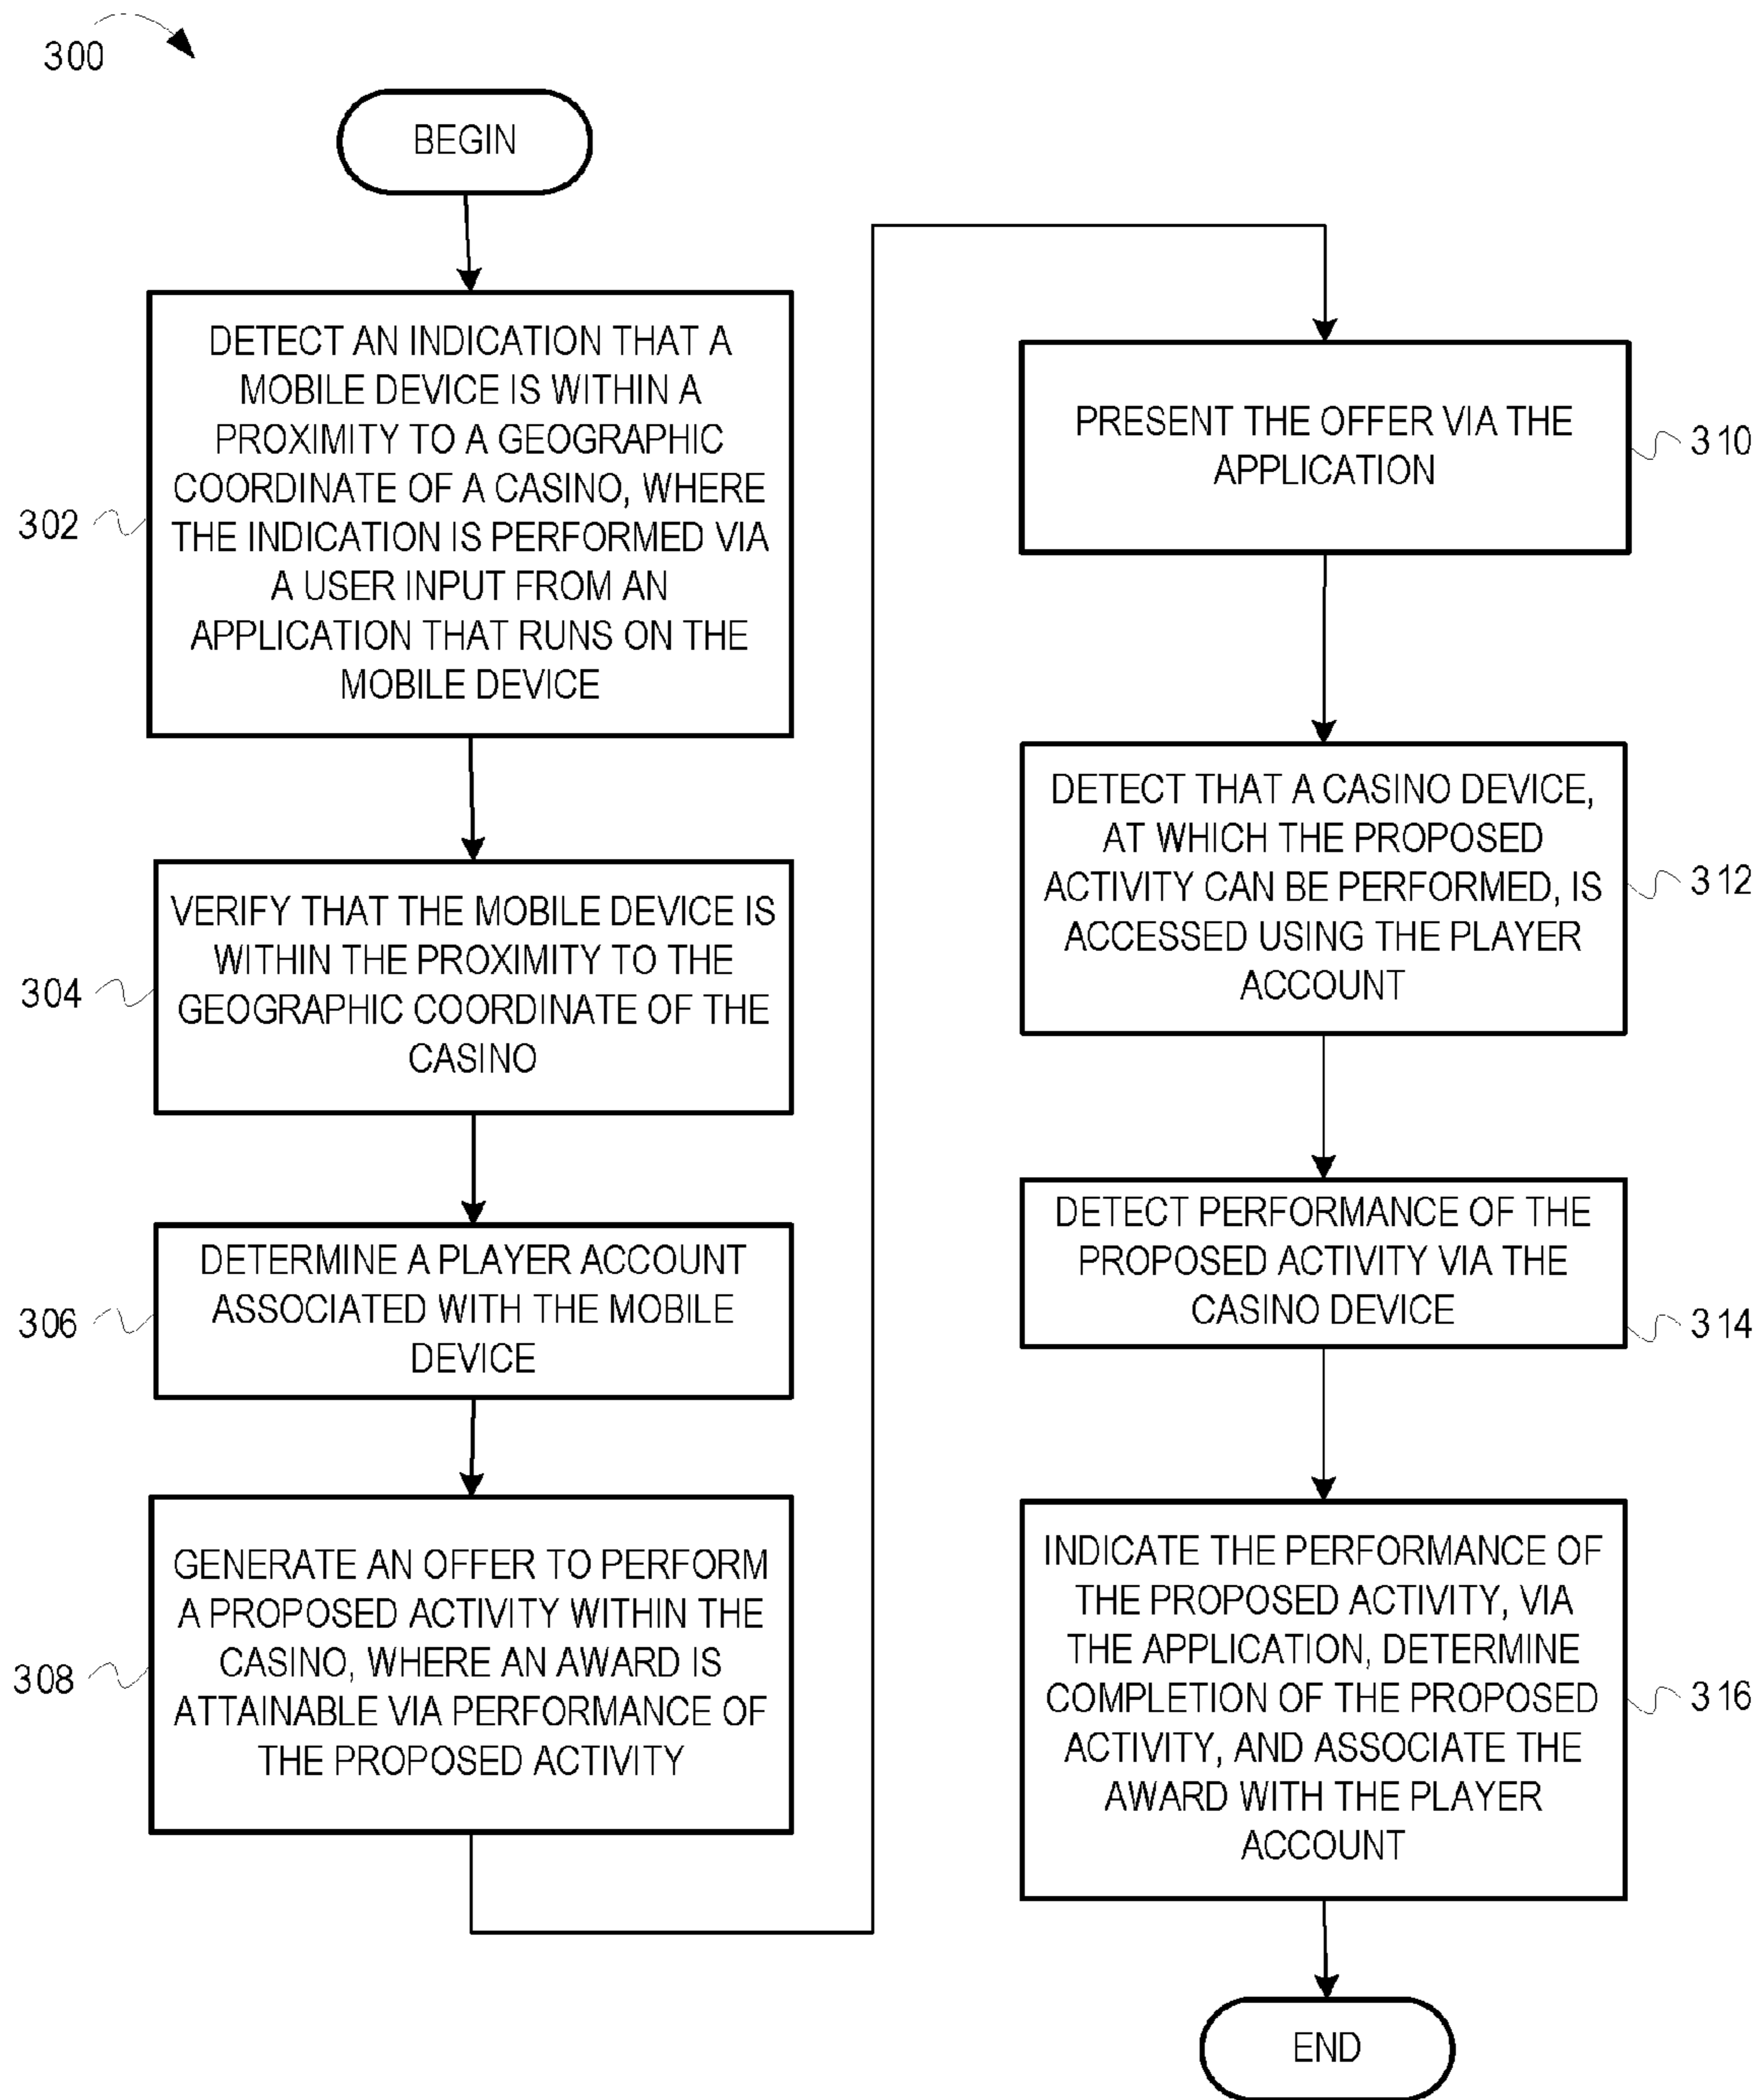 300
BEGIN
DETECT AN INDICATION THAT A
MOBILE DEVICE IS WITHIN A
PROXIMITY TO A GEOGRAPHIC
COORDINATE OF A CASINO, WHERE
THE INDICATION IS PERFORMED VIA
A USER INPUT FROM AN
APPLICATION THAT RUNS ON THE
MOBILE DEVICE
302
VERIFY THAT THE MOBILE DEVICE IS
WITHIN THE PROXIMITY TO THE
GEOGRAPHIC COORDINATE OF THE
CASINO
304
DETERMINE A PLAYER ACCOUNT
ASSOCIATED WITH THE MOBILE
DEVICE
306
GENERATE AN OFFER TO PERFORM
A PROPOSED ACTIVITY WITHIN THE
CASINO, WHERE AN AWARD IS
ATTAINABLE VIA PERFORMANCE OF
THE PROPOSED ACTIVITY
308
PRESENT THE OFFER VIA THE
APPLICATION
310
DETECT THAT A CASINO DEVICE,
AT WHICH THE PROPOSED
ACTIVITY CAN BE PERFORMED, IS
ACCESSED USING THE PLAYER
ACCOUNT
312
DETECT PERFORMANCE OF THE
PROPOSED ACTIVITY VIA THE
CASINO DEVICE
314
INDICATE THE PERFORMANCE OF
THE PROPOSED ACTIVITY, VIA
THE APPLICATION, DETERMINE
COMPLETION OF THE PROPOSED
ACTIVITY, AND ASSOCIATE THE
AWARD WITH THE PLAYER
ACCOUNT
316
END